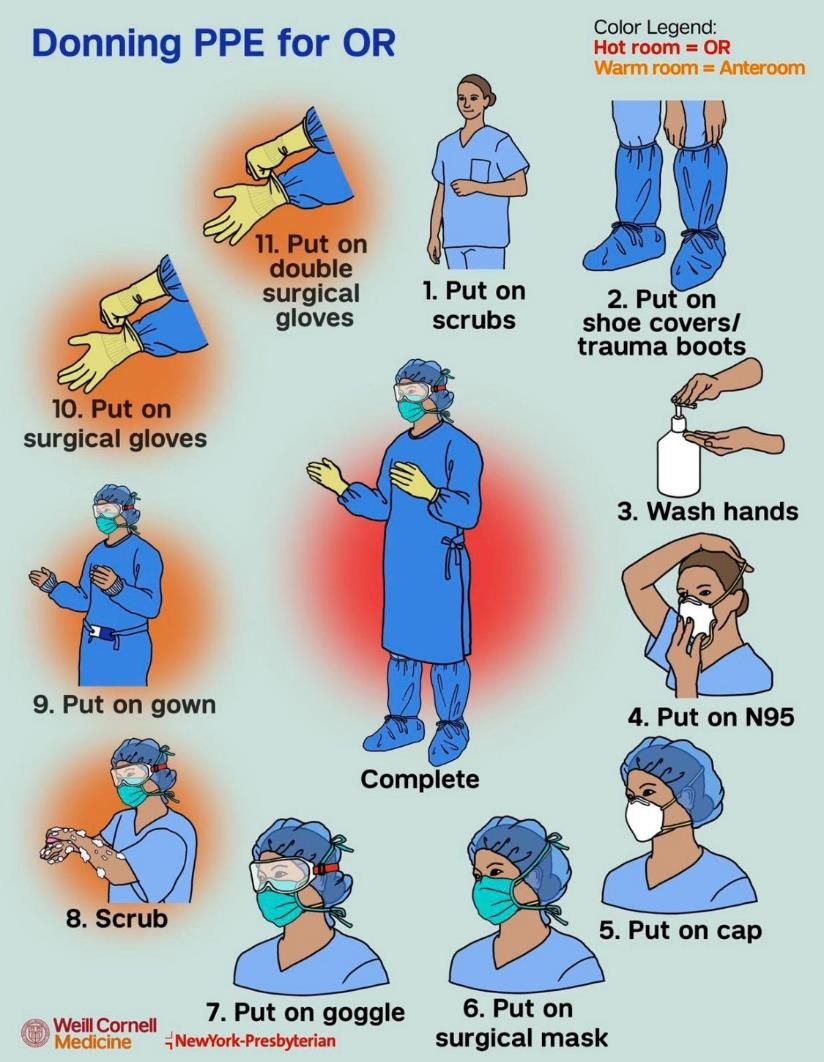 Donning PPE for OR
Color Legend:
Hot room = OR
Warm room = Anteroom
1. Put on
scrubs
2. Put on
shoe covers/
trauma boots
3. Wash hands
4. Put on N95
5. Put on cap
6. Put on
surgical mask
7. Put on goggle
8. Scrub
9. Put on gown
10. Put on
surgical gloves
11. Put on
double
surgical
gloves
Complete
Weill Cornell
Medicine
NewYork-Presbyterian